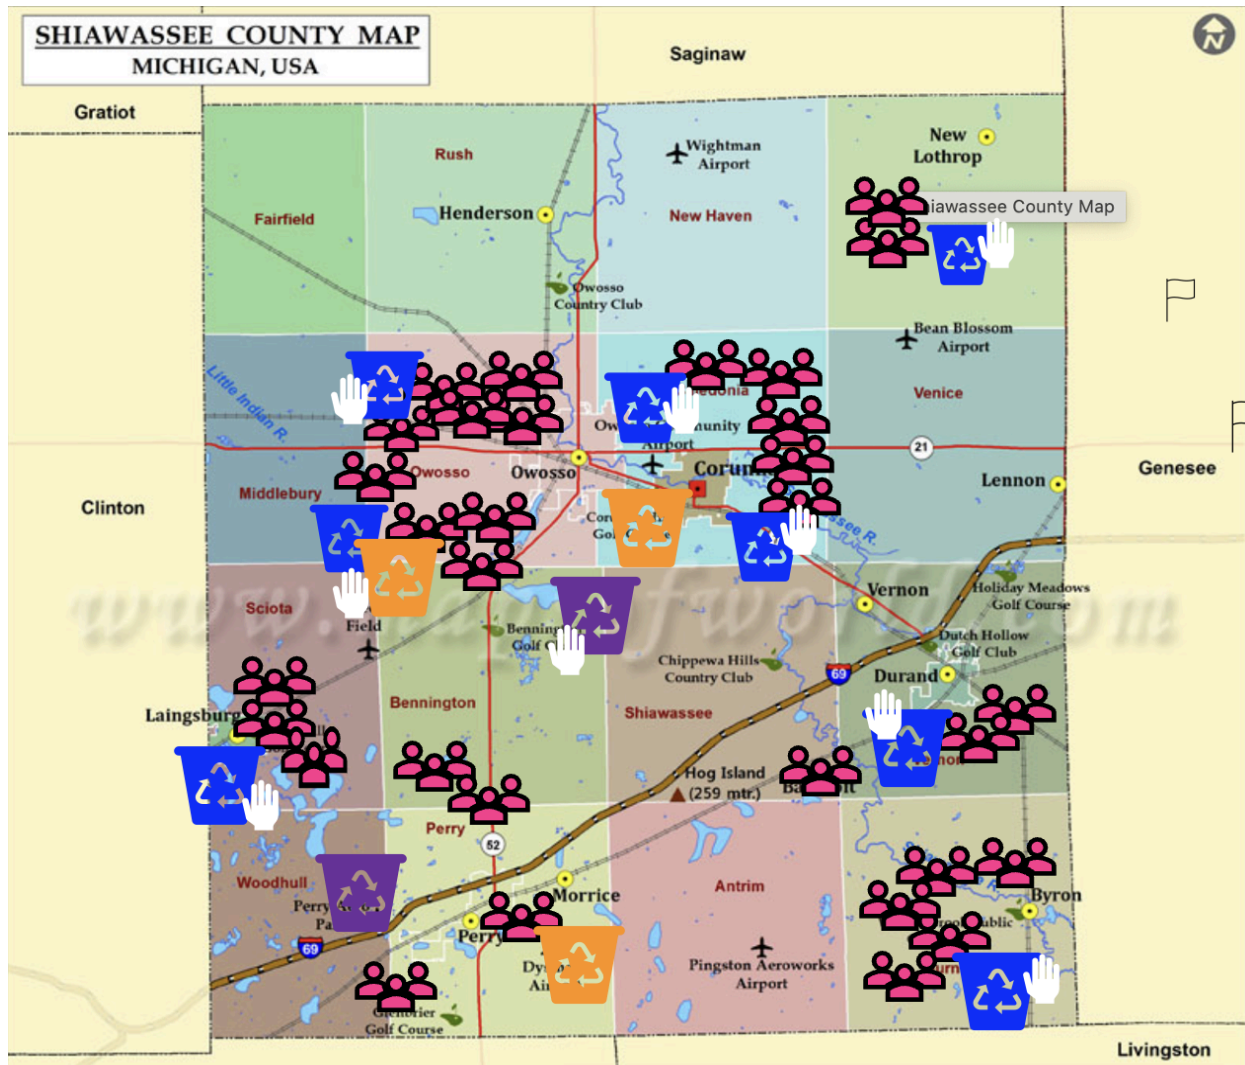 SHIAWASSEE COUNTY MAP
MICHIGAN, USA
N
Saginaw
Gratiot
New
Lothrop
Wightman
Airport
Rush
Fairfield
Henderson
New Haven
iawassee County Map
Owosso
Country Club
Bean Blossom
Airport
Little Indian R.
Venice
21
Airport
Owosso
Owosso
Genesee
Lennon
Middlebury
Clinton
Sciota
Field
Vernon
Holiday Meadows
Golf Course
Dutch Hollow
Golf Club
Chippewa Hills
Country Club
69
Durand
Bennington
Shiawassee
Laingsburg
Hog Island
(259 mtr.)
Perry
52
Woodhull
Morrice
Antrim
Byron
Perry
69
Pingston Aeroworks
Airport
Golf Course
Livingston